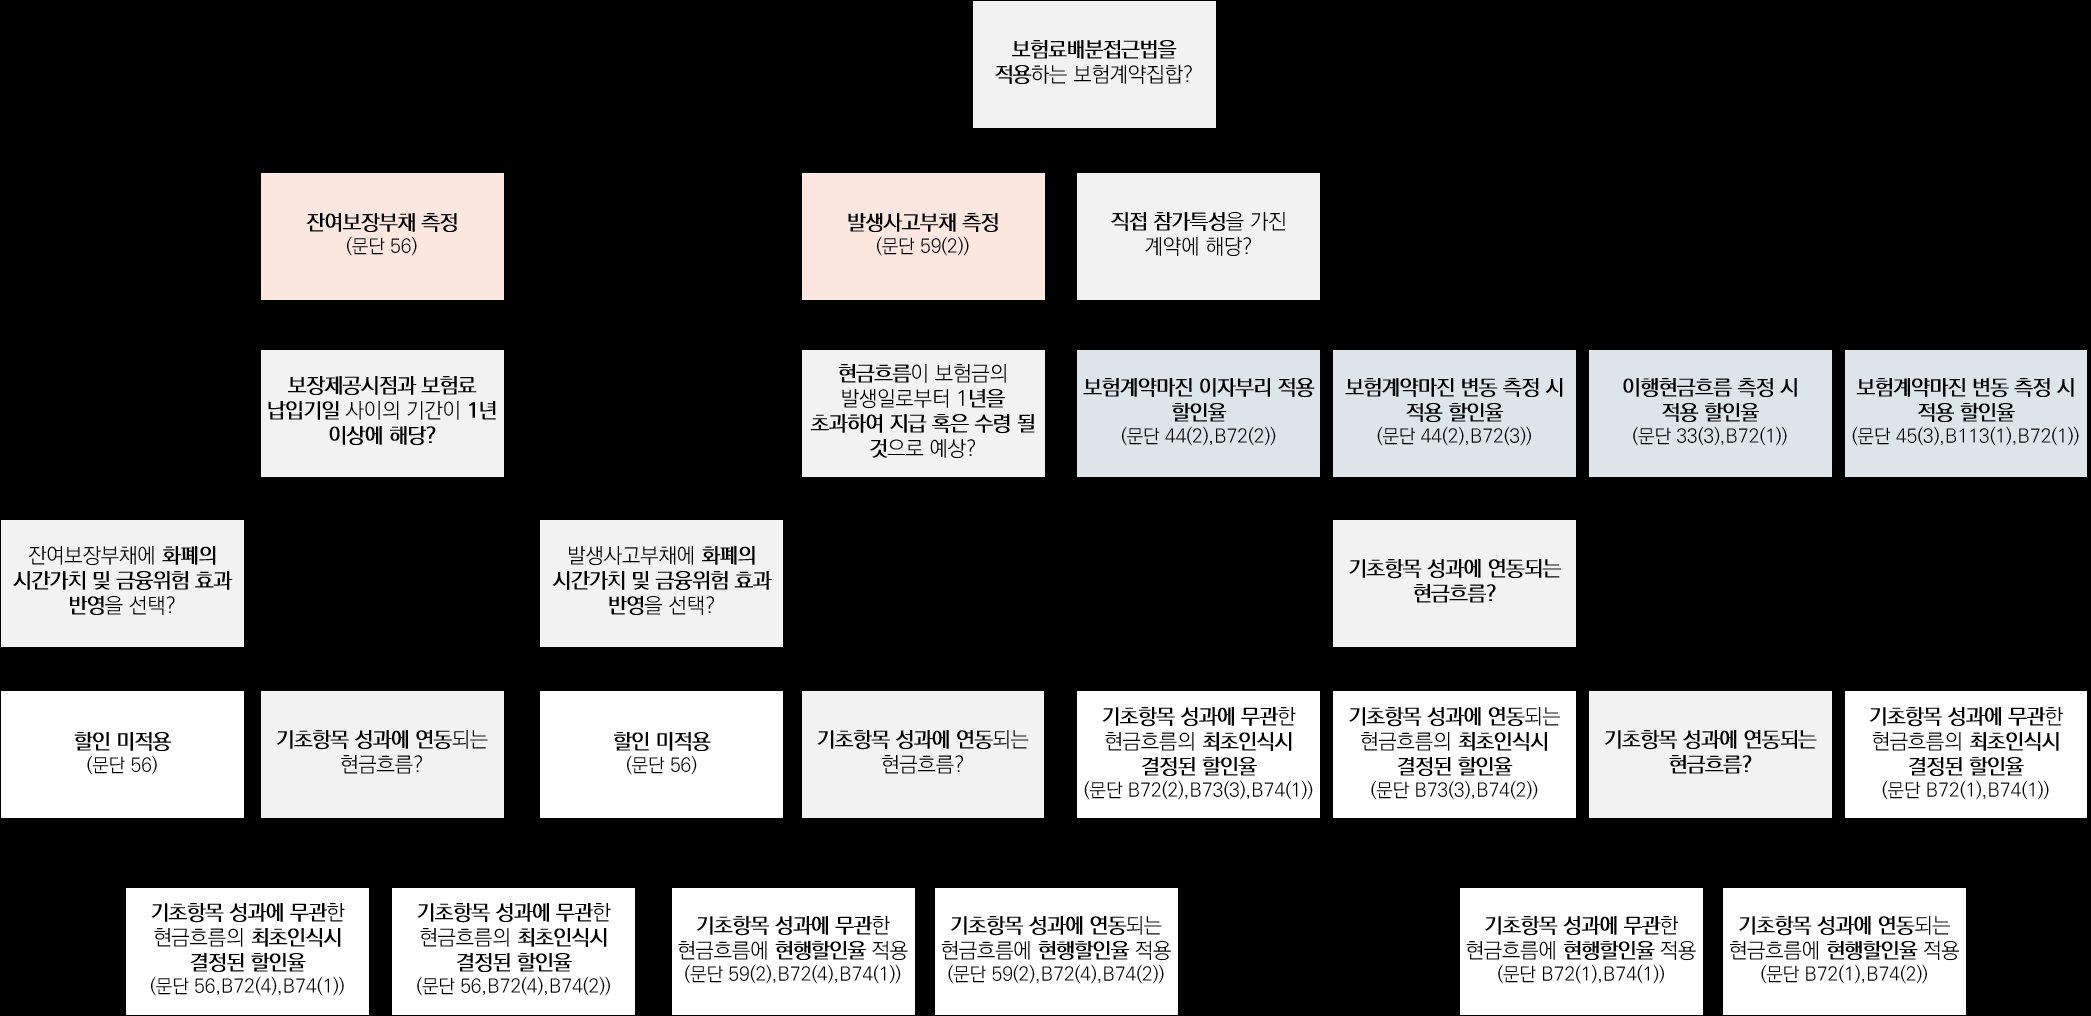 보험료배분접근법을
적용하는 보험계약집합?
잔여보장부채 측정
(문단 56)
발생사고부채 측정
(문단 59(2))
직접 참가특성을 가진
계약에 해당?
보장제공시점과 보험료
납입기일 사이의 기간이 1년
이상에 해당?
현금흐름이 보험금의
발생일로부터 1년을
초과하여 지급 혹은 수령 될
것으로 예상?
보험계약마진 이자부리 적용
할인율
(문단 44(2),B72(2))
보험계약마진 변동 측정 시
적용 할인율
(문단 44(2),B72(3))
이행현금흐름 측정 시
적용 할인율
(문단 33(3),B72(1))
보험계약마진 변동 측정 시
적용 할인율
(문단 45(3),B113(1),B72(1))
잔여보장부채에 화폐의
시간가치 및 금융위험 효과
반영을 선택?
발생사고부채에 화폐의
시간가치 및 금융위험 효과
반영을 선택?
기초항목 성과에 연동되는
현금흐름?
할인 미적용
(문단 56)
기초항목 성과에 연동되는
현금흐름?
할인 미적용
(문단 56)
기초항목 성과에 연동되는
현금흐름?
기초항목 성과에 무관한
현금흐름의 최초인식시
결정된 할인율
(문단 B72(2),B73(3),B74(1))
기초항목 성과에 연동되는
현금흐름의 최초인식시
결정된 할인율
(문단 B73(3),B74(2))
기초항목 성과에 연동되는
현금흐름?
기초항목 성과에 무관한
현금흐름의 최초인식시
결정된 할인율
(문단 B72(1),B74(1))
기초항목 성과에 무관한
현금흐름의 최초인식시
결정된 할인율
(문단 56,B72(4),B74(1))
기초항목 성과에 무관한
현금흐름의 최초인식시
결정된 할인율
(문단 56,B72(4),B74(2))
기초항목 성과에 무관한
현금흐름에 현행할인율 적용
(문단 59(2),B72(4),B74(1))
기초항목 성과에 연동되는
현금흐름에 현행할인율 적용
(문단 59(2),B72(4),B74(2))
기초항목 성과에 무관한
현금흐름에 현행할인율 적용
(문단 B72(1),B74(1))
기초항목 성과에 연동되는
현금흐름에 현행할인율 적용
(문단 B72(1),B74(2))